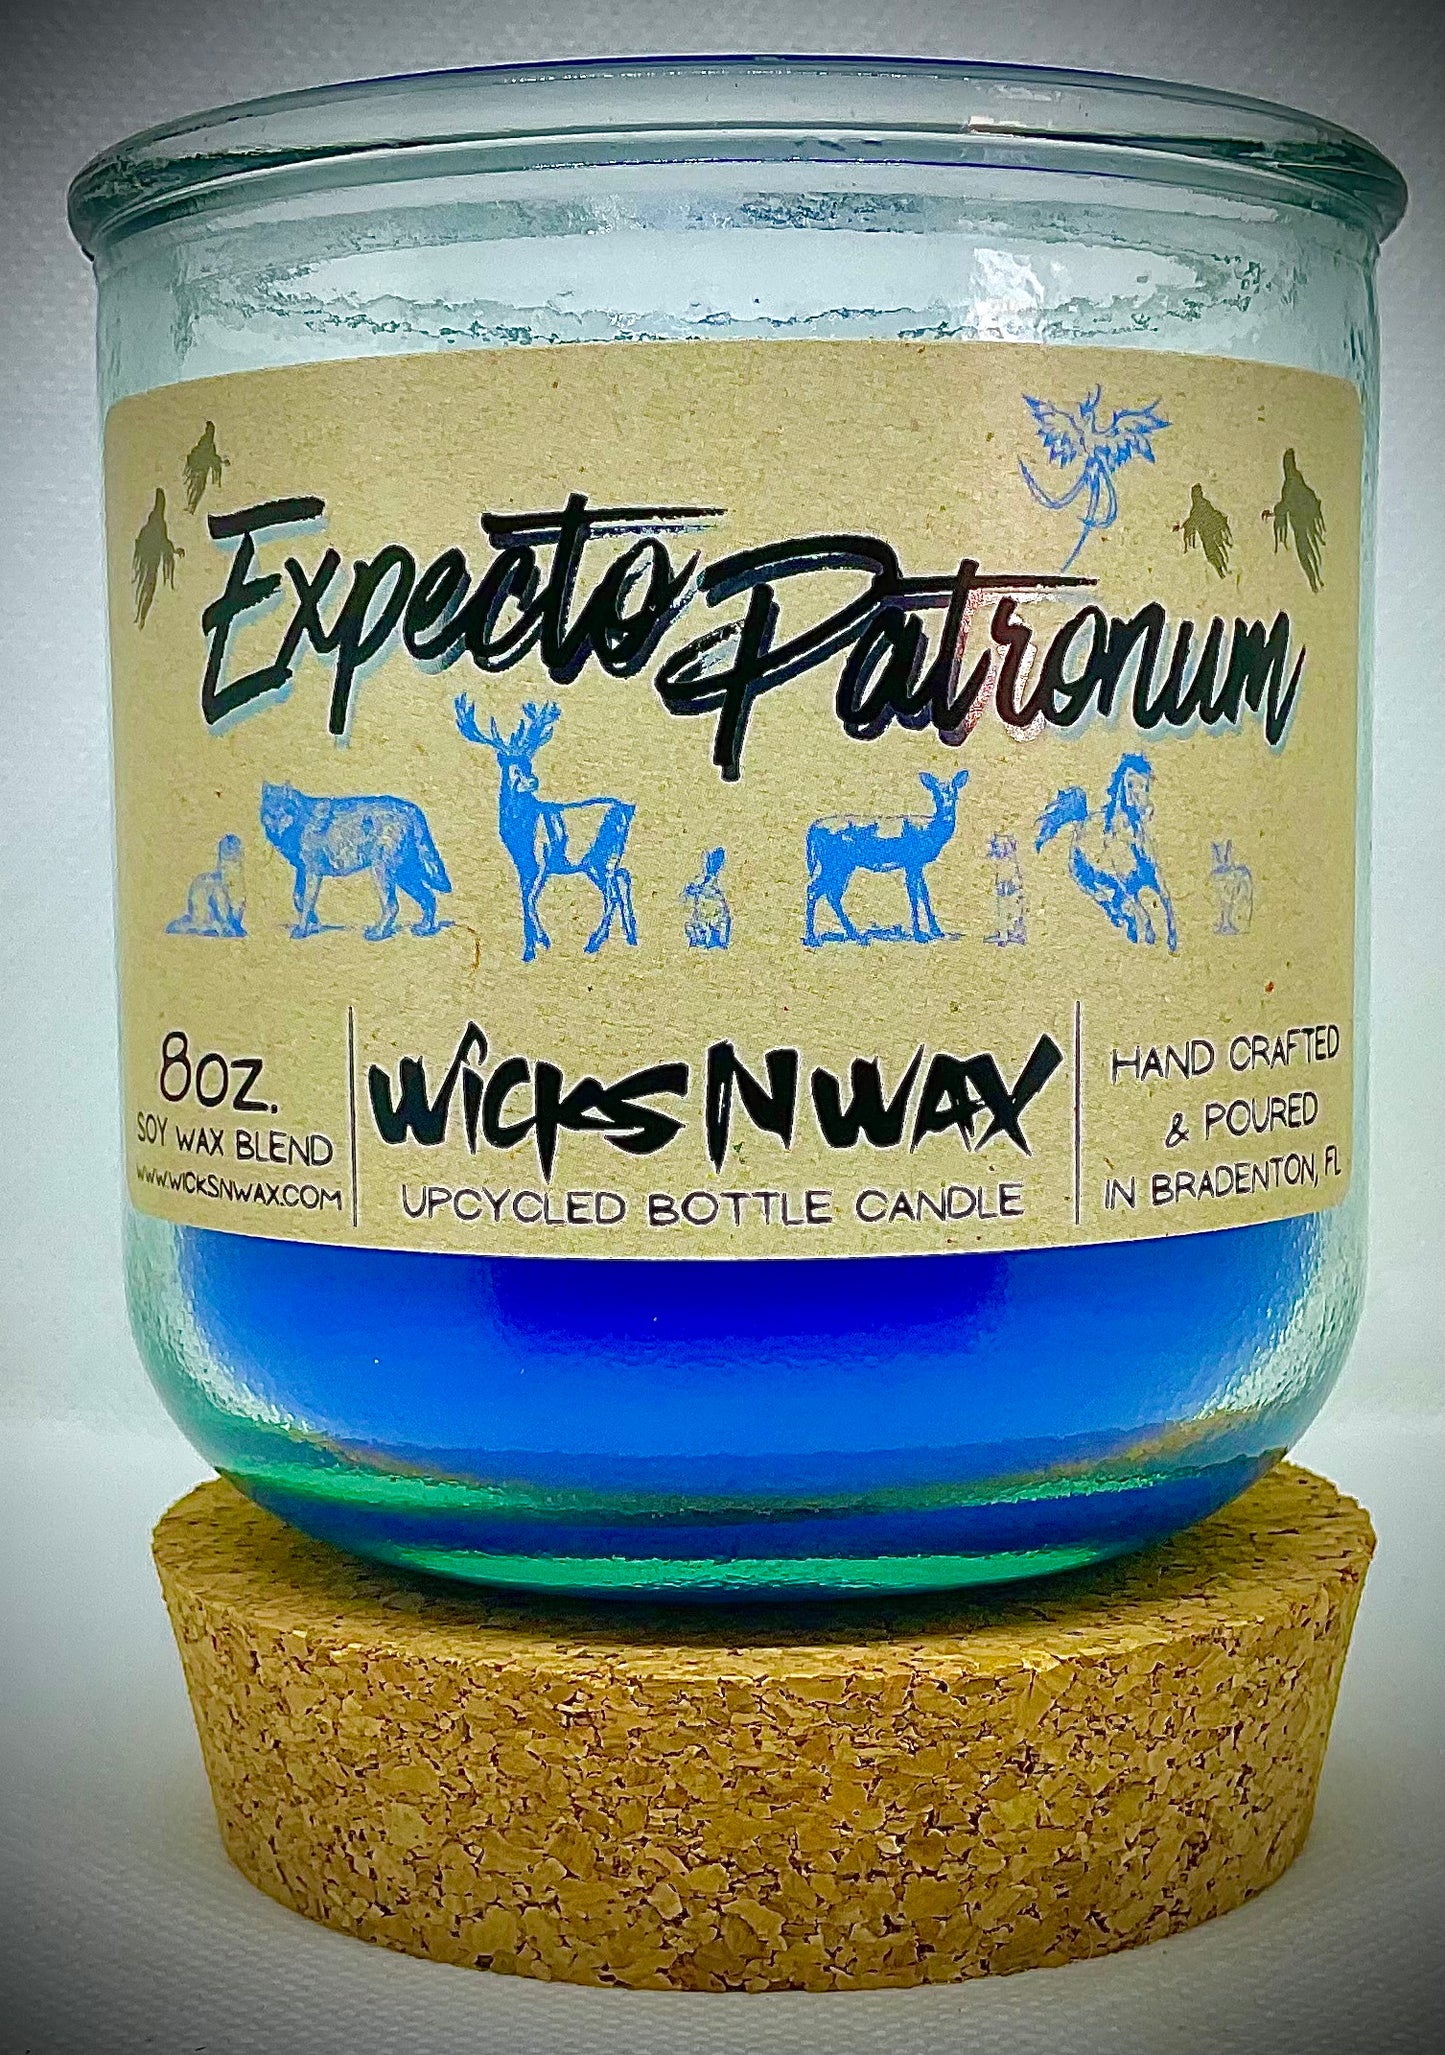 Expecto Patronum
8oz.
SOY WAX BLEND
WWW.WICKSNWAX.COM
WICKS N WAX
UPCYCLED BOTTLE CANDLE
HAND CRAFTED
& POURED
IN BRADENTON, FL